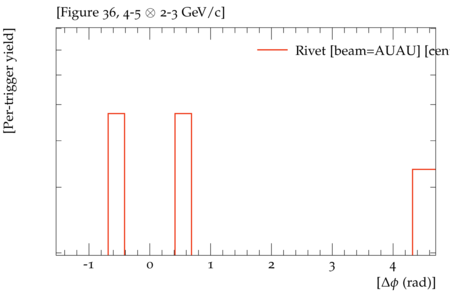 [Figure 36, 4-5 ⊗ 2-3 GeV/c]
[Per-trigger yield]
Rivet [beam=AUAU] [cen
-1 0 1 2 3 4
[Δϕ (rad)]